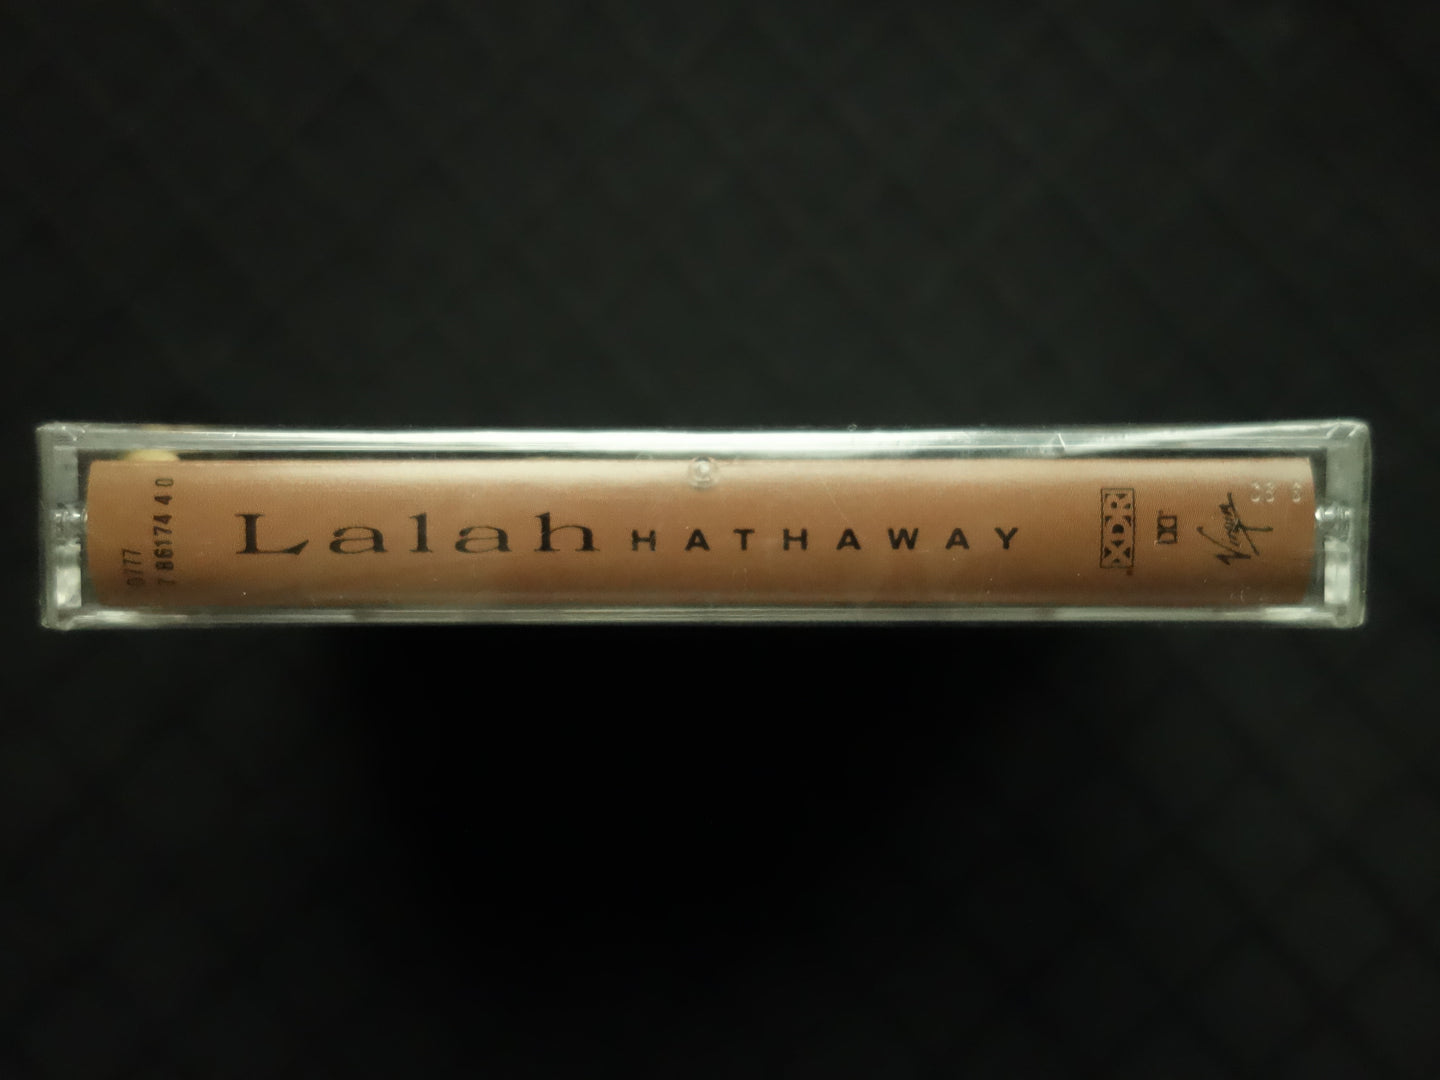 0777
7 86174 4 0
Lalah HATHAWAY
XDR
Virgin